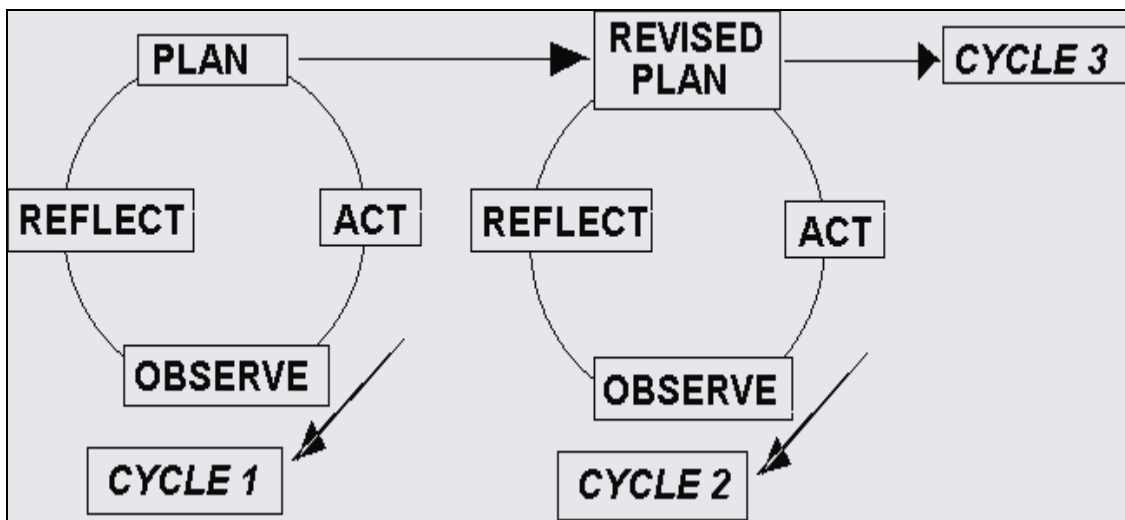 PLAN
REVISED
PLAN
CYCLE 3
REFLECT
ACT
REFLECT
ACT
OBSERVE
OBSERVE
CYCLE 1
CYCLE 2